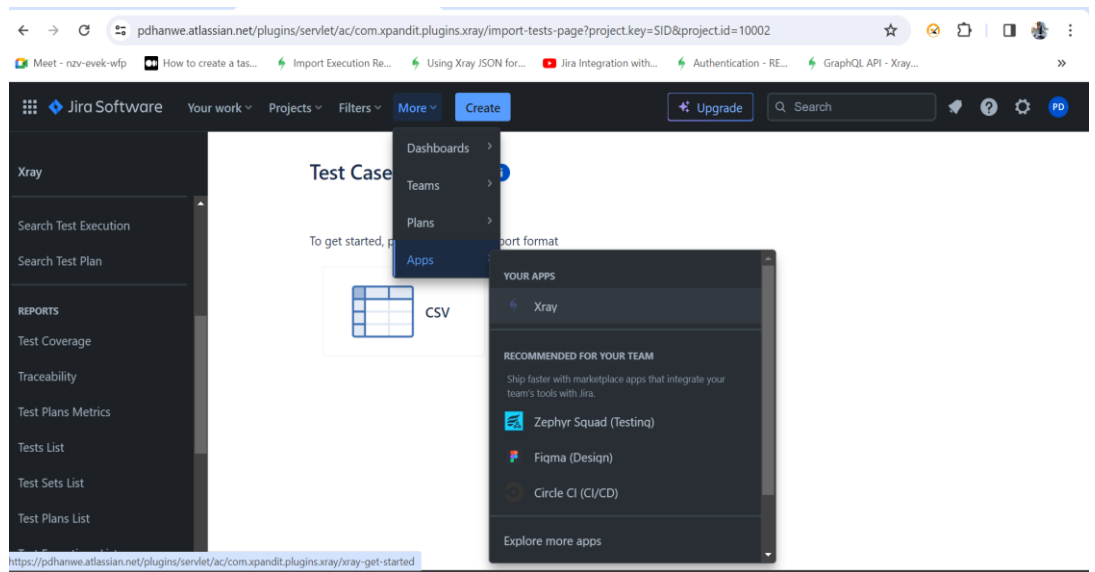 pdhanwe.atlassian.net/plugins/servlet/ac/com.xpandit.plugins.xray/import-tests-page?project.key=SID&project.id=10002
Meet - nzv-evek-wfp How to create a tas... Import Execution Re... Using Xray JSON for... Jira Integration with... Authentication - RE... GraphQL API - Xray... »
Jira Software Your work Projects Filters More Create Upgrade Search PD
Xray
Search Test Execution
Search Test Plan
REPORTS
Test Coverage
Traceability
Test Plans Metrics
Tests List
Test Sets List
Test Plans List
https://pdhanwe.atlassian.net/plugins/servlet/ac/com.xpandit.plugins.xray/xray-get-started
Test Case
To get started, p
port format
CSV
Dashboards
Teams
Plans
Apps
YOUR APPS
Xray
RECOMMENDED FOR YOUR TEAM
Ship faster with marketplace apps that integrate your
team's tools with Jira.
Zephyr Squad (Testing)
Figma (Design)
Circle CI (CI/CD)
Explore more apps